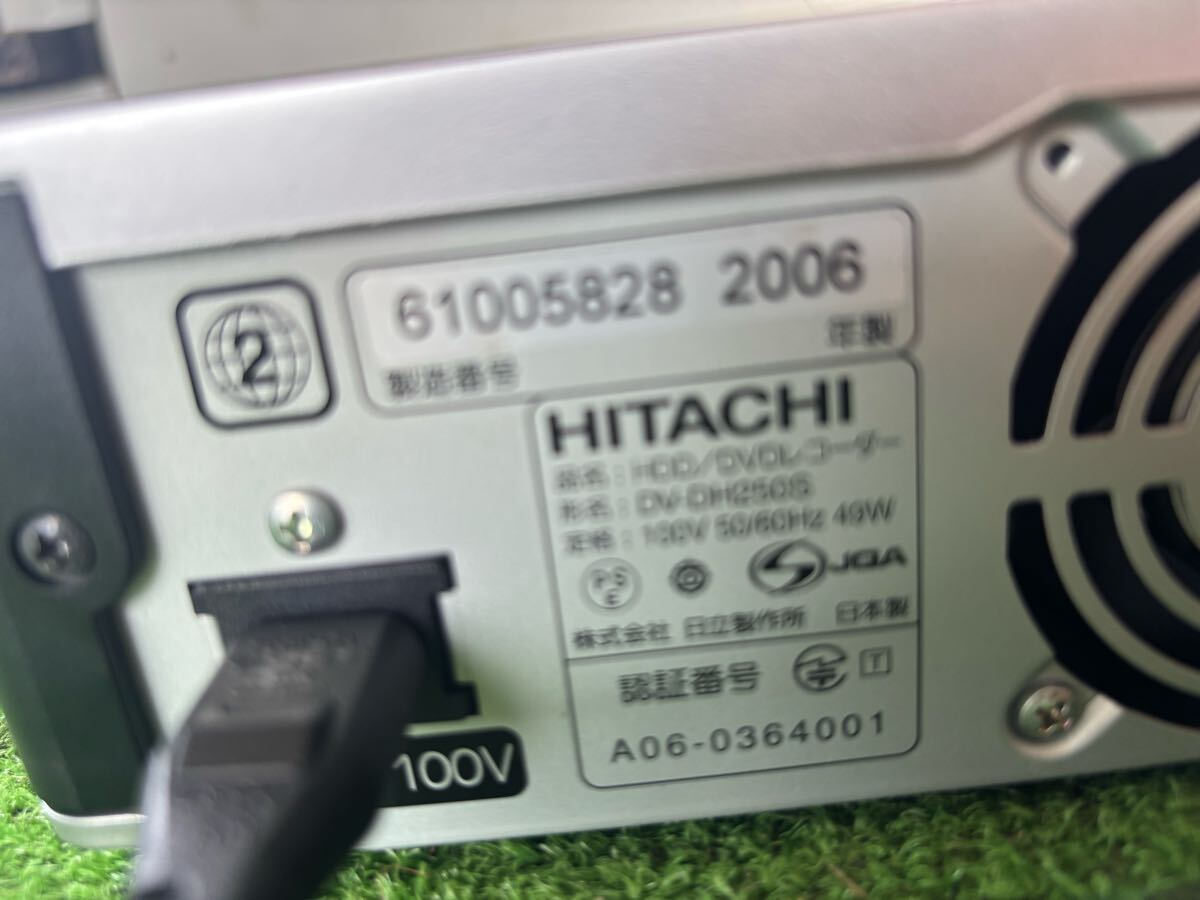 2
61005828 2006
製造番号 年製
HITACHI
品名：HDD/DVDレコーダー
形名：DV-DH250S
定格：100V 50/60Hz 49W
PS E JQA
株式会社 日立製作所 日本製
認証番号 T
A06-0364001
100V